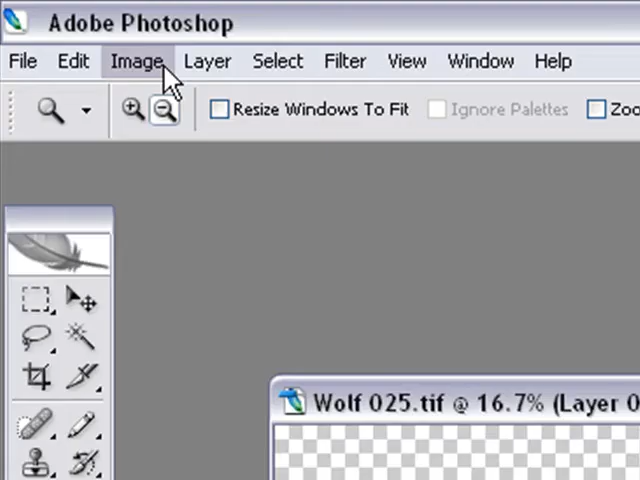 Adobe Photoshop
File Edit Image Layer Select Filter View Window Help
Resize Windows To Fit Ignore Palettes Zoo
Wolf 025.tif @ 16.7% (Layer 0